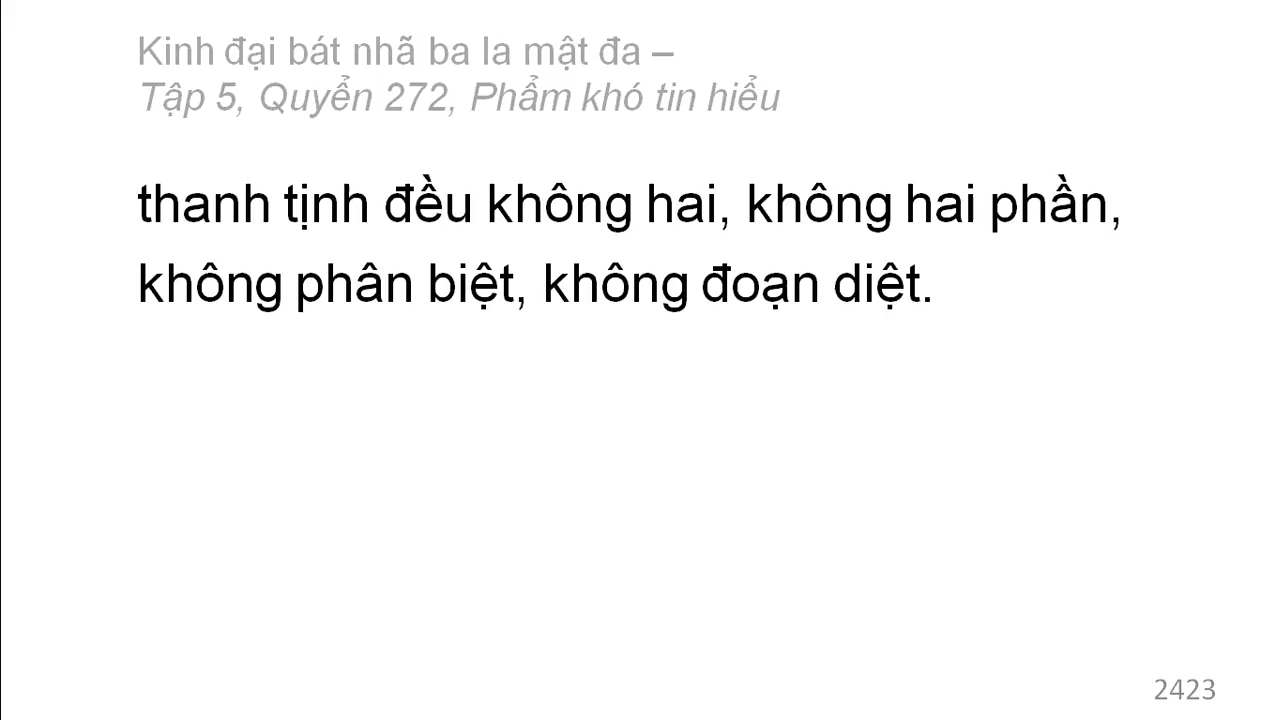 Kinh đại bát nhã ba la mật đa –
Tập 5, Quyển 272, Phẩm khó tin hiểu
thanh tịnh đều không hai, không hai phần,
không phân biệt, không đoạn diệt.
2423